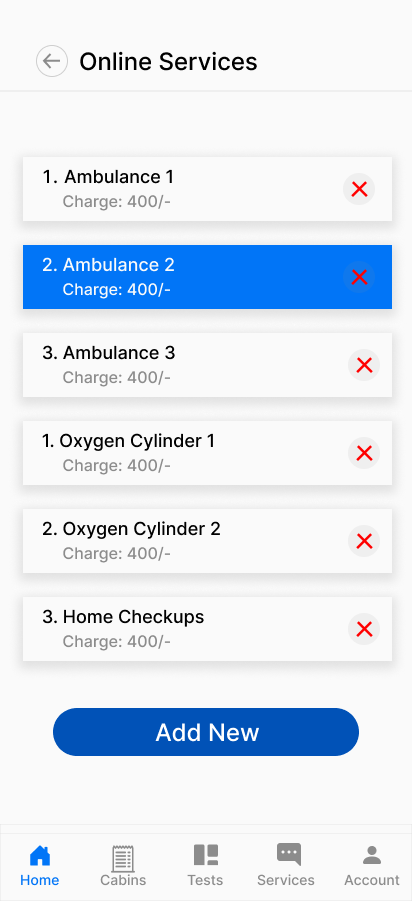 Online Services
1. Ambulance 1
Charge: 400/-
2. Ambulance 2
Charge: 400/-
3. Ambulance 3
Charge: 400/-
1. Oxygen Cylinder 1
Charge: 400/-
2. Oxygen Cylinder 2
Charge: 400/-
3. Home Checkups
Charge: 400/-
Add New
Home Cabins Tests Services Account